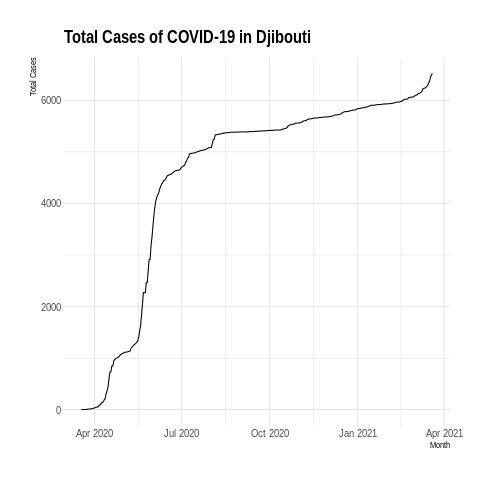 Total Cases of COVID-19 in Djibouti
Total Cases
6000
4000
2000
0
Apr 2020 Jul 2020 Oct 2020 Jan 2021 Apr 2021
Month